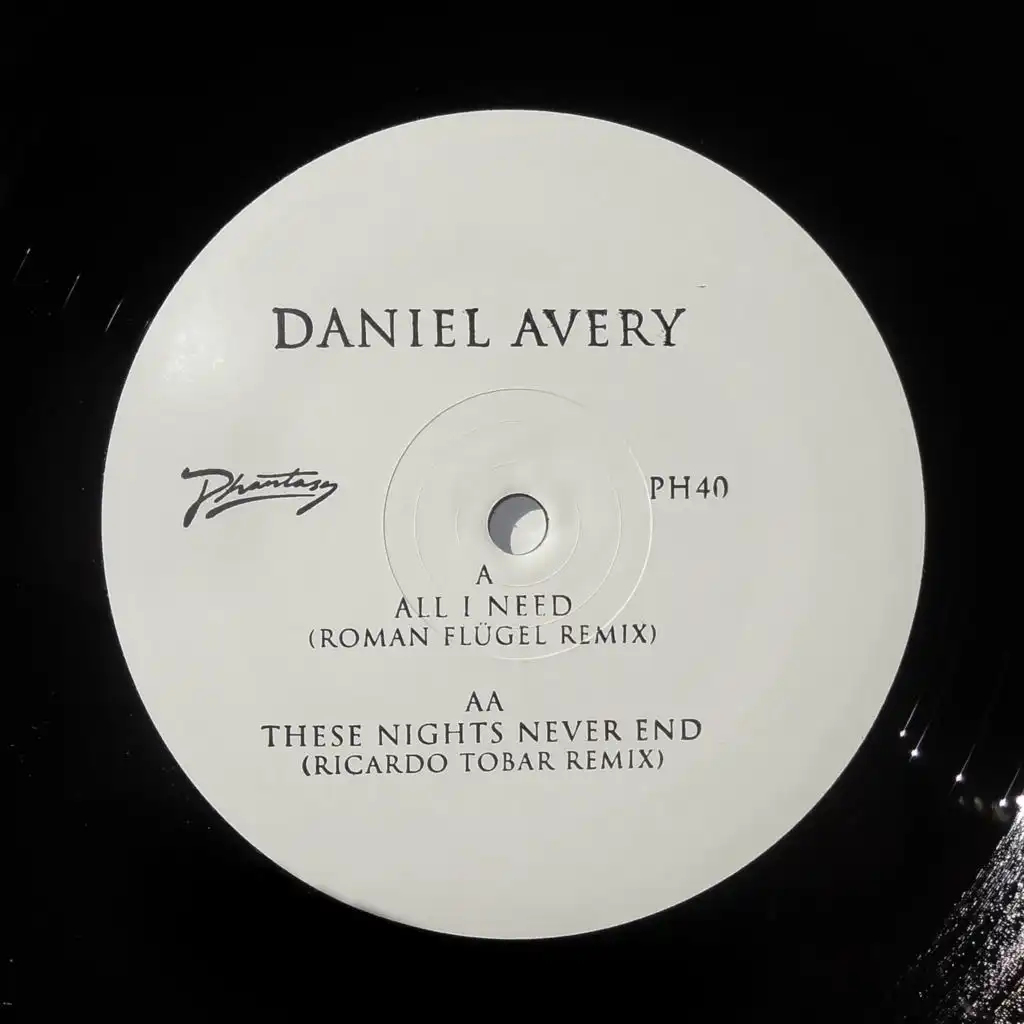 DANIEL AVERY
Phantasy
PH40
A
ALL I NEED
(ROMAN FLÜGEL REMIX)
AA
THESE NIGHTS NEVER END
(RICARDO TOBAR REMIX)